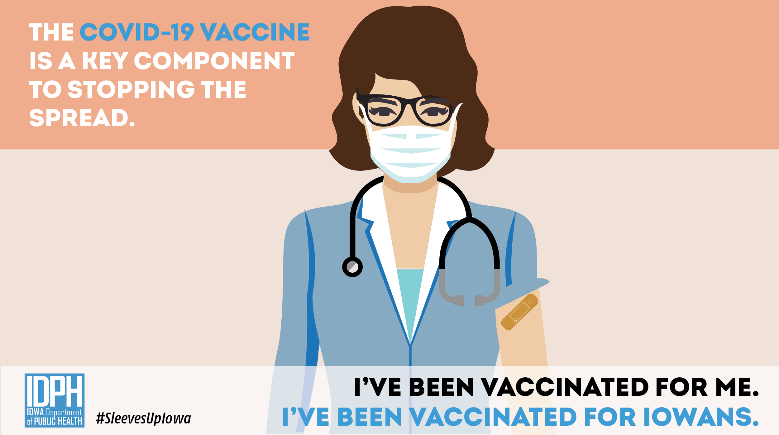 THE COVID-19 VACCINE
IS A KEY COMPONENT
TO STOPPING THE
SPREAD.
IDPH
IOWA Department
of PUBLIC HEALTH
#SleevesUpIowa
I'VE BEEN VACCINATED FOR ME.
I'VE BEEN VACCINATED FOR IOWANS.